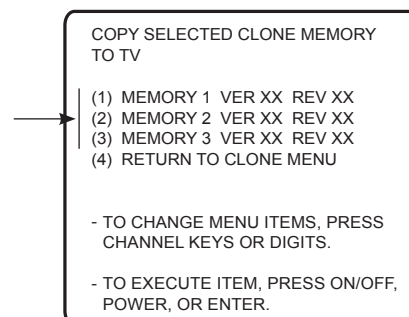 COPY SELECTED CLONE MEMORY
TO TV
(1) MEMORY 1 VER XX REV XX
(2) MEMORY 2 VER XX REV XX
(3) MEMORY 3 VER XX REV XX
(4) RETURN TO CLONE MENU
- TO CHANGE MENU ITEMS, PRESS
CHANNEL KEYS OR DIGITS.
- TO EXECUTE ITEM, PRESS ON/OFF,
POWER, OR ENTER.